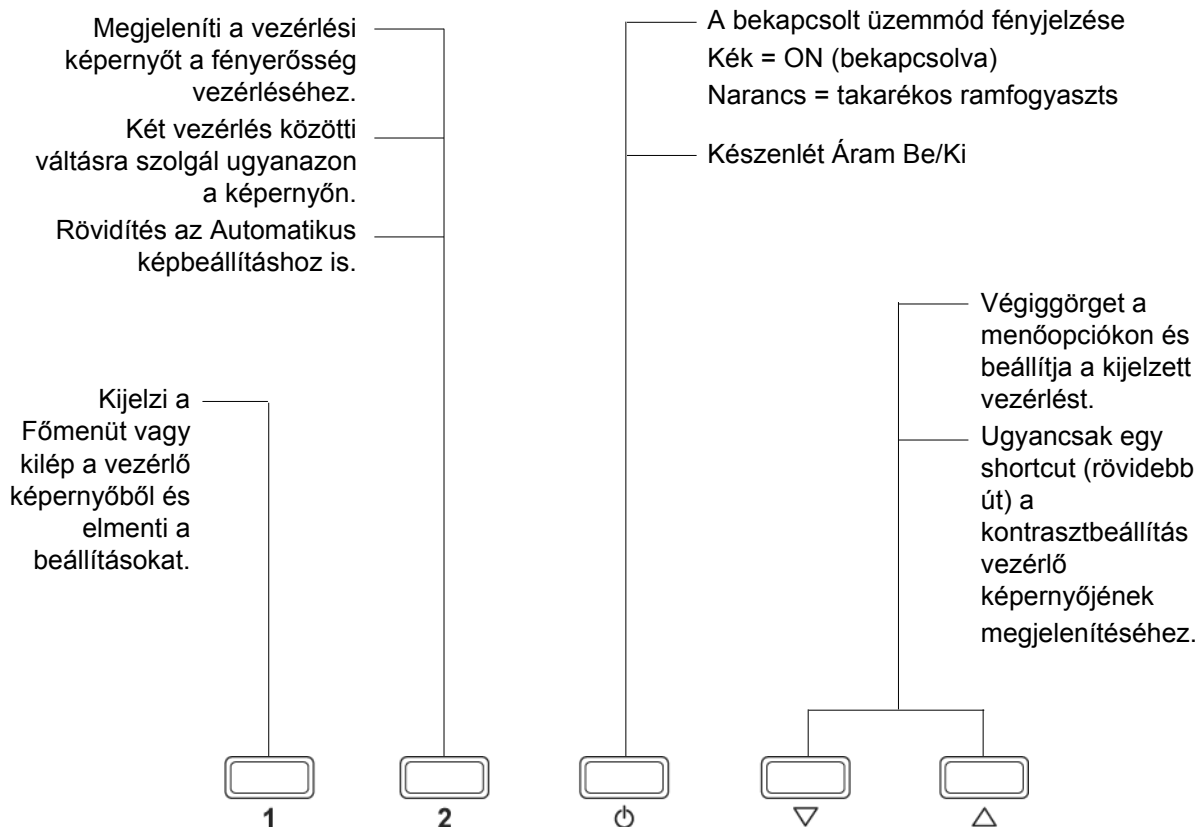 Megjeleníti a vezérlési
képernyőt a fényerősség
vezérléséhez.
Két vezérlés közötti
váltásra szolgál ugyanazon
a képernyőn.
Rövidítés az Automatikus
képbeállításhoz is.
Kijelzi a
Főmenüt vagy
kilép a vezérlő
képernyőből és
elmenti a
beállításokat.
A bekapcsolt üzemmód fényjelzése
Kék = ON (bekapcsolva)
Narancs = takarékos ramfogyaszts
Készenlét Áram Be/Ki
Végiggörget a
menőopciókon és
beállítja a kijelzett
vezérlést.
Ugyancsak egy
shortcut (rövidebb
út) a
kontrasztbeállítás
vezérlő
képernyőjének
megjelenítéséhez.
1
2